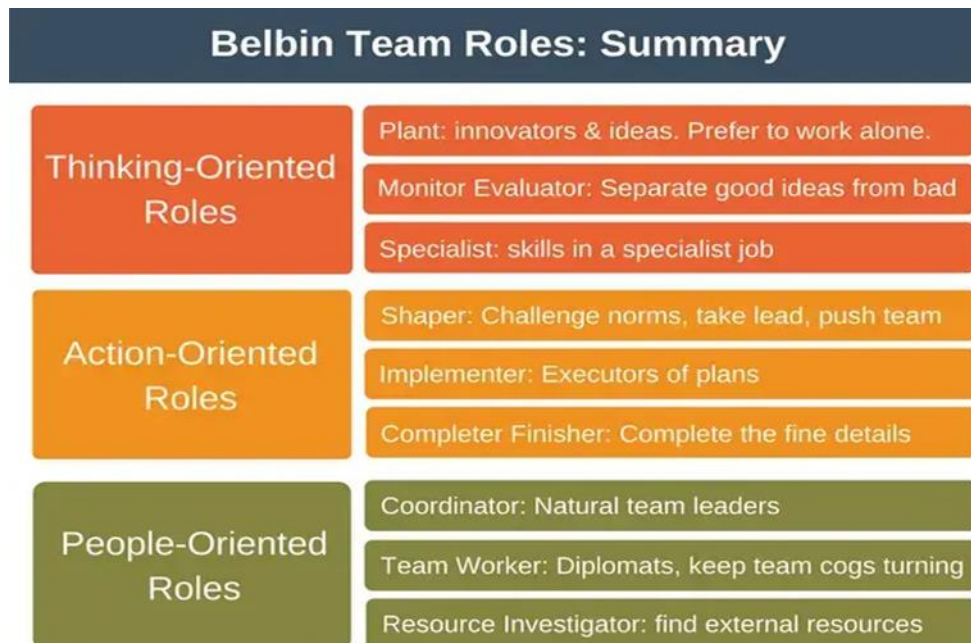 Belbin Team Roles: Summary
Thinking-Oriented
Roles
Plant: innovators & ideas. Prefer to work alone.
Monitor Evaluator: Separate good ideas from bad
Specialist: skills in a specialist job
Action-Oriented
Roles
Shaper: Challenge norms, take lead, push team
Implementer: Executors of plans
Completer Finisher: Complete the fine details
People-Oriented
Roles
Coordinator: Natural team leaders
Team Worker: Diplomats, keep team cogs turning
Resource Investigator: find external resources